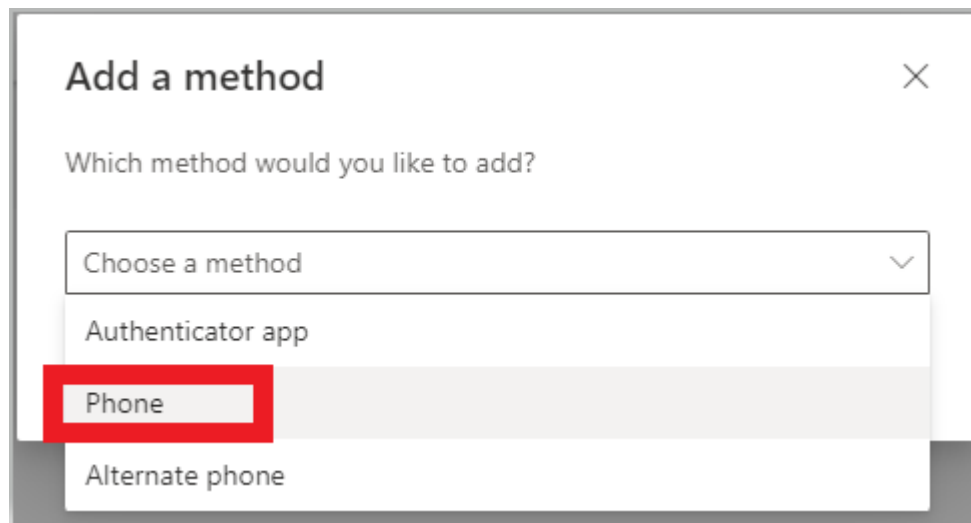 Add a method
Which method would you like to add?
Choose a method
Authenticator app
Phone
Alternate phone